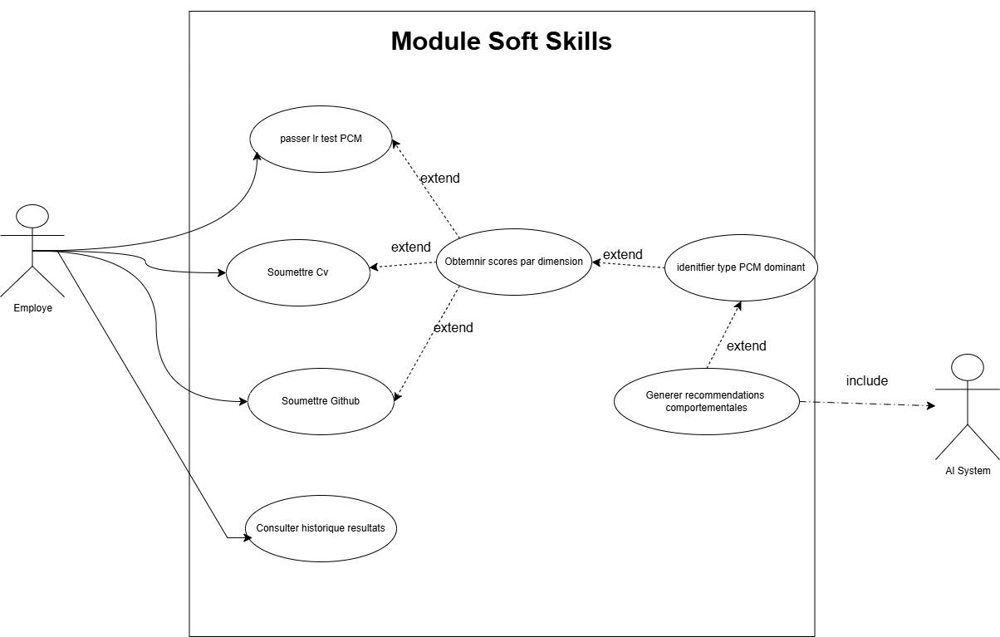 Module Soft Skills
passer lr test PCM
extend
extend
Soumettre Cv
Obtemnir scores par dimension
extend
idenitfier type PCM dominant
Employe
extend
extend
Soumettre Github
Generer recommendations
comportementales
include
AI System
Consulter historique resultats